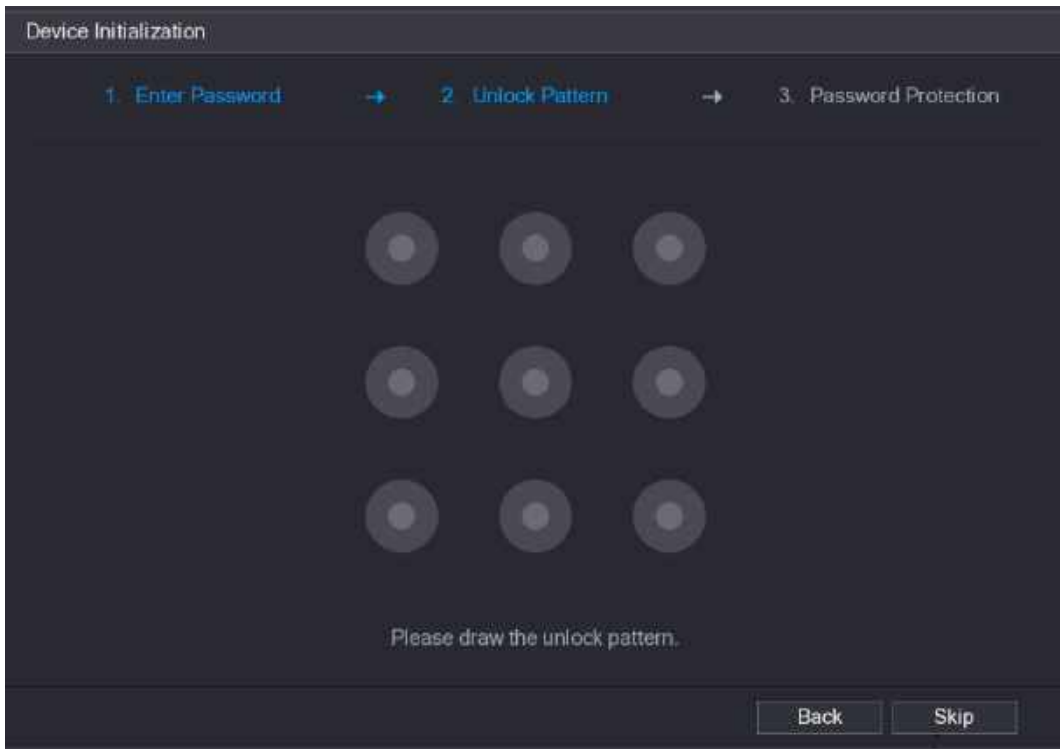 Device Initialization
1. Enter Password → 2 Unlock Pattern → 3. Password Protection
Please draw the unlock pattern.
Back Skip